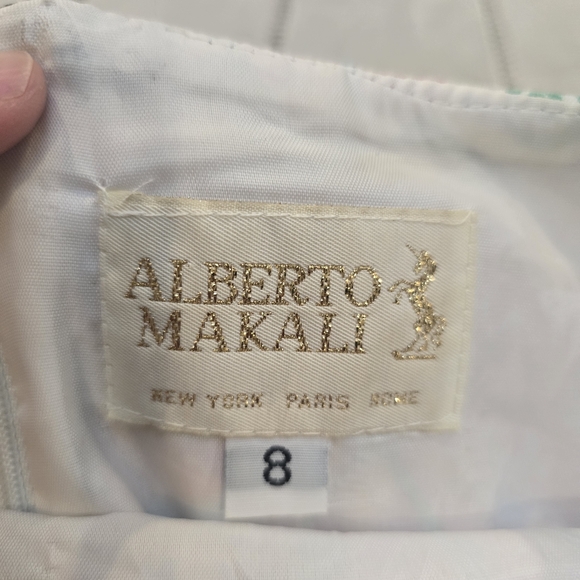 ALBERTO
MAKALI
NEW YORK PARIS ROME
8